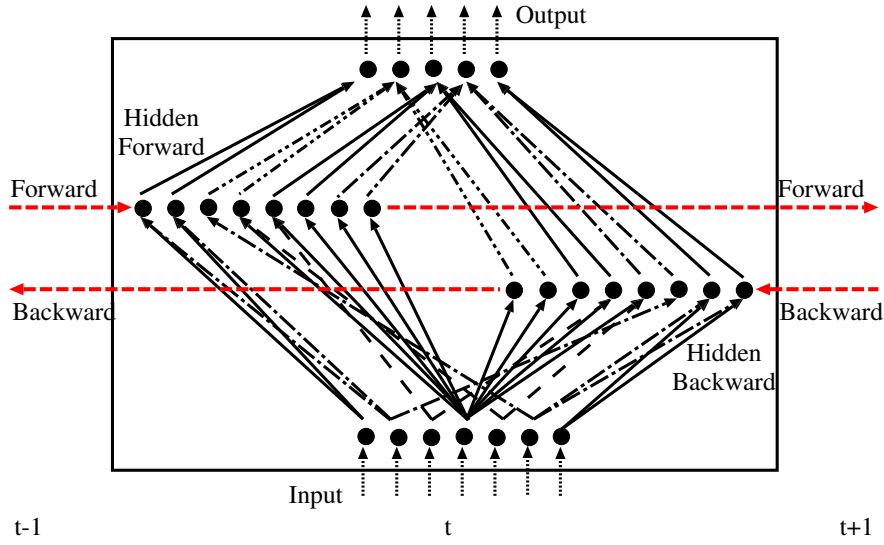 Output
Hidden
Forward
Forward
Forward
Backward
Backward
Hidden
Backward
Input
t-1
t
t+1